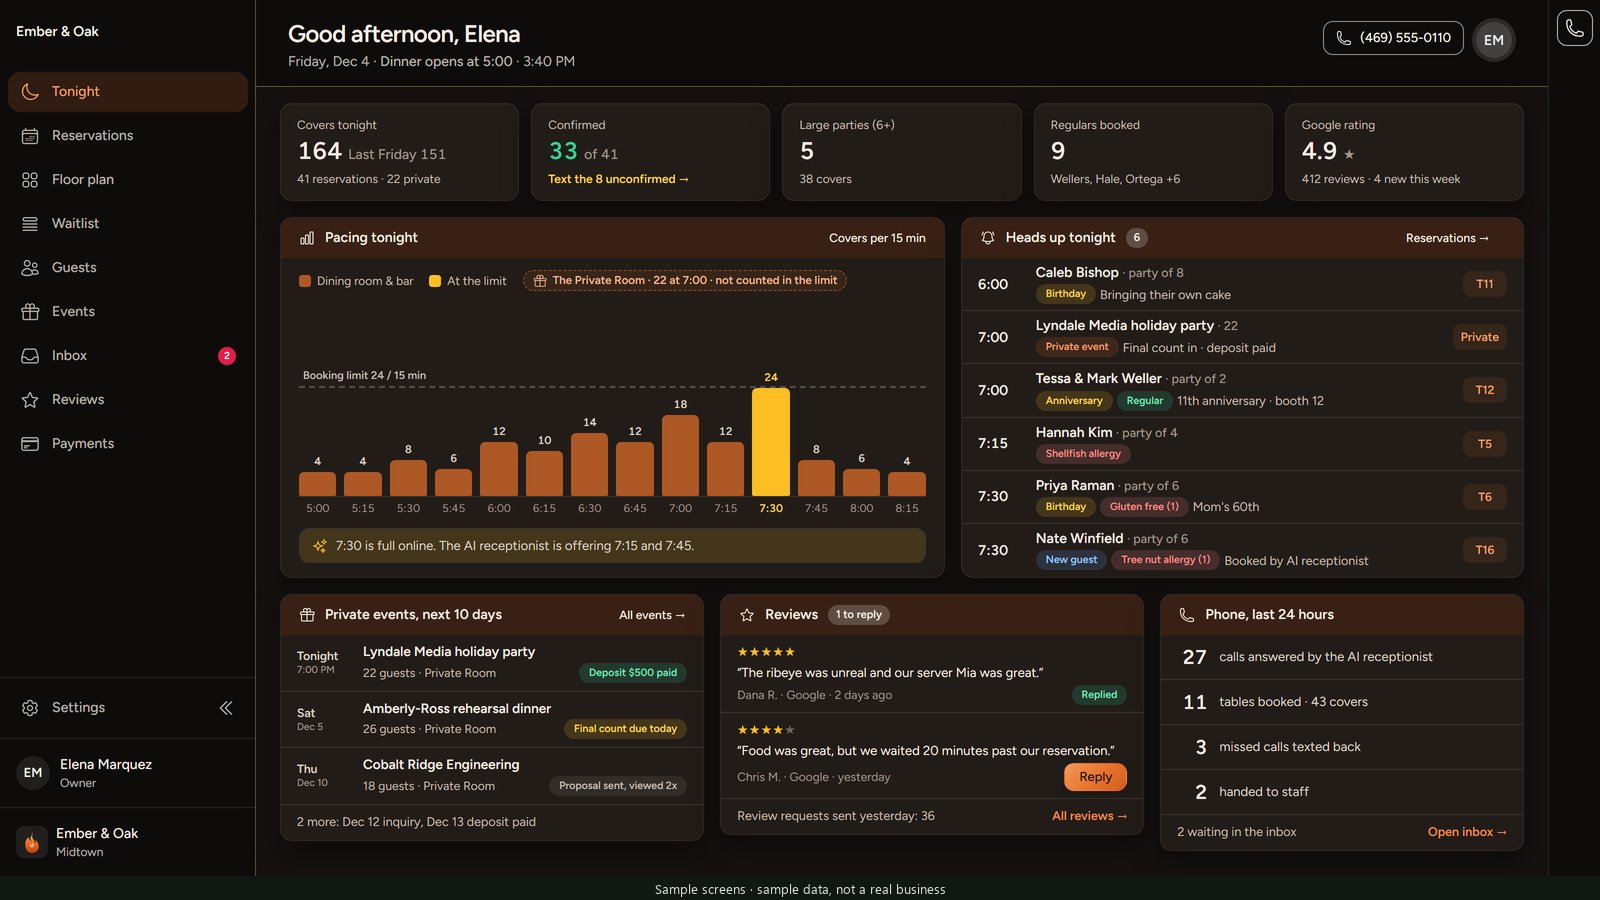 Ember & Oak
Tonight
Reservations
Floor plan
Waitlist
Guests
Events
Inbox 2
Reviews
Payments
Settings
EM
Elena Marquez
Owner
Ember & Oak
Midtown
Good afternoon, Elena
Friday, Dec 4 · Dinner opens at 5:00 · 3:40 PM
(469) 555-0110
EM
Covers tonight
164 Last Friday 151
41 reservations · 22 private
Confirmed
33 of 41
Text the 8 unconfirmed →
Large parties (6+)
5
38 covers
Regulars booked
9
Wellers, Hale, Ortega +6
Google rating
4.9 ★
412 reviews · 4 new this week
Pacing tonight
Covers per 15 min
Dining room & bar
At the limit
The Private Room · 22 at 7:00 · not counted in the limit
Booking limit 24 / 15 min
4 4 8 6 12 10 14 12 18 12 24 8 6 4
5:00 5:15 5:30 5:45 6:00 6:15 6:30 6:45 7:00 7:15 7:30 7:45 8:00 8:15
7:30 is full online. The AI receptionist is offering 7:15 and 7:45.
Heads up tonight 6
Reservations →
6:00
Caleb Bishop · party of 8
Birthday Bringing their own cake
T11
7:00
Lyndale Media holiday party · 22
Private event Final count in · deposit paid
Private
7:00
Tessa & Mark Weller · party of 2
Anniversary Regular 11th anniversary · booth 12
T12
7:15
Hannah Kim · party of 4
Shellfish allergy
T5
7:30
Priya Raman · party of 6
Birthday Gluten free (1) Mom's 60th
T6
7:30
Nate Winfield · party of 6
New guest Tree nut allergy (1) Booked by AI receptionist
T16
Private events, next 10 days
All events →
Tonight
7:00 PM
Lyndale Media holiday party
22 guests · Private Room
Deposit $500 paid
Sat
Dec 5
Amberly-Ross rehearsal dinner
26 guests · Private Room
Final count due today
Thu
Dec 10
Cobalt Ridge Engineering
18 guests · Private Room
Proposal sent, viewed 2x
2 more: Dec 12 inquiry, Dec 13 deposit paid
Reviews 1 to reply
★★★★★
“The ribeye was unreal and our server Mia was great.”
Dana R. · Google · 2 days ago
Replied
★★★★★
“Food was great, but we waited 20 minutes past our reservation.”
Chris M. · Google · yesterday
Reply
Review requests sent yesterday: 36
All reviews →
Phone, last 24 hours
27 calls answered by the AI receptionist
11 tables booked · 43 covers
3 missed calls texted back
2 handed to staff
2 waiting in the inbox
Open inbox →
Sample screens · sample data, not a real business